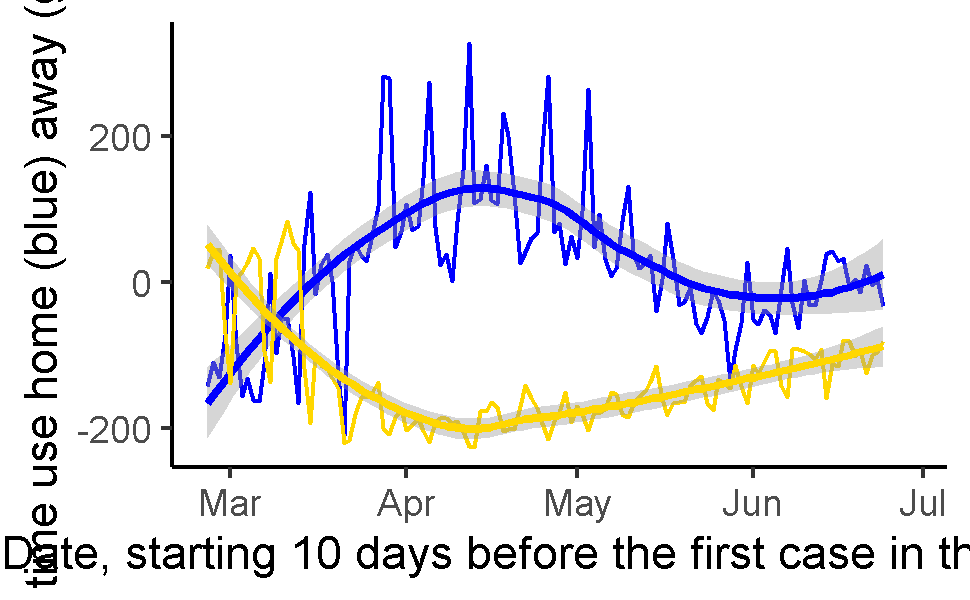 time use home (blue) away (
200
0
-200
Mar Apr May Jun Jul
Date, starting 10 days before the first case in th